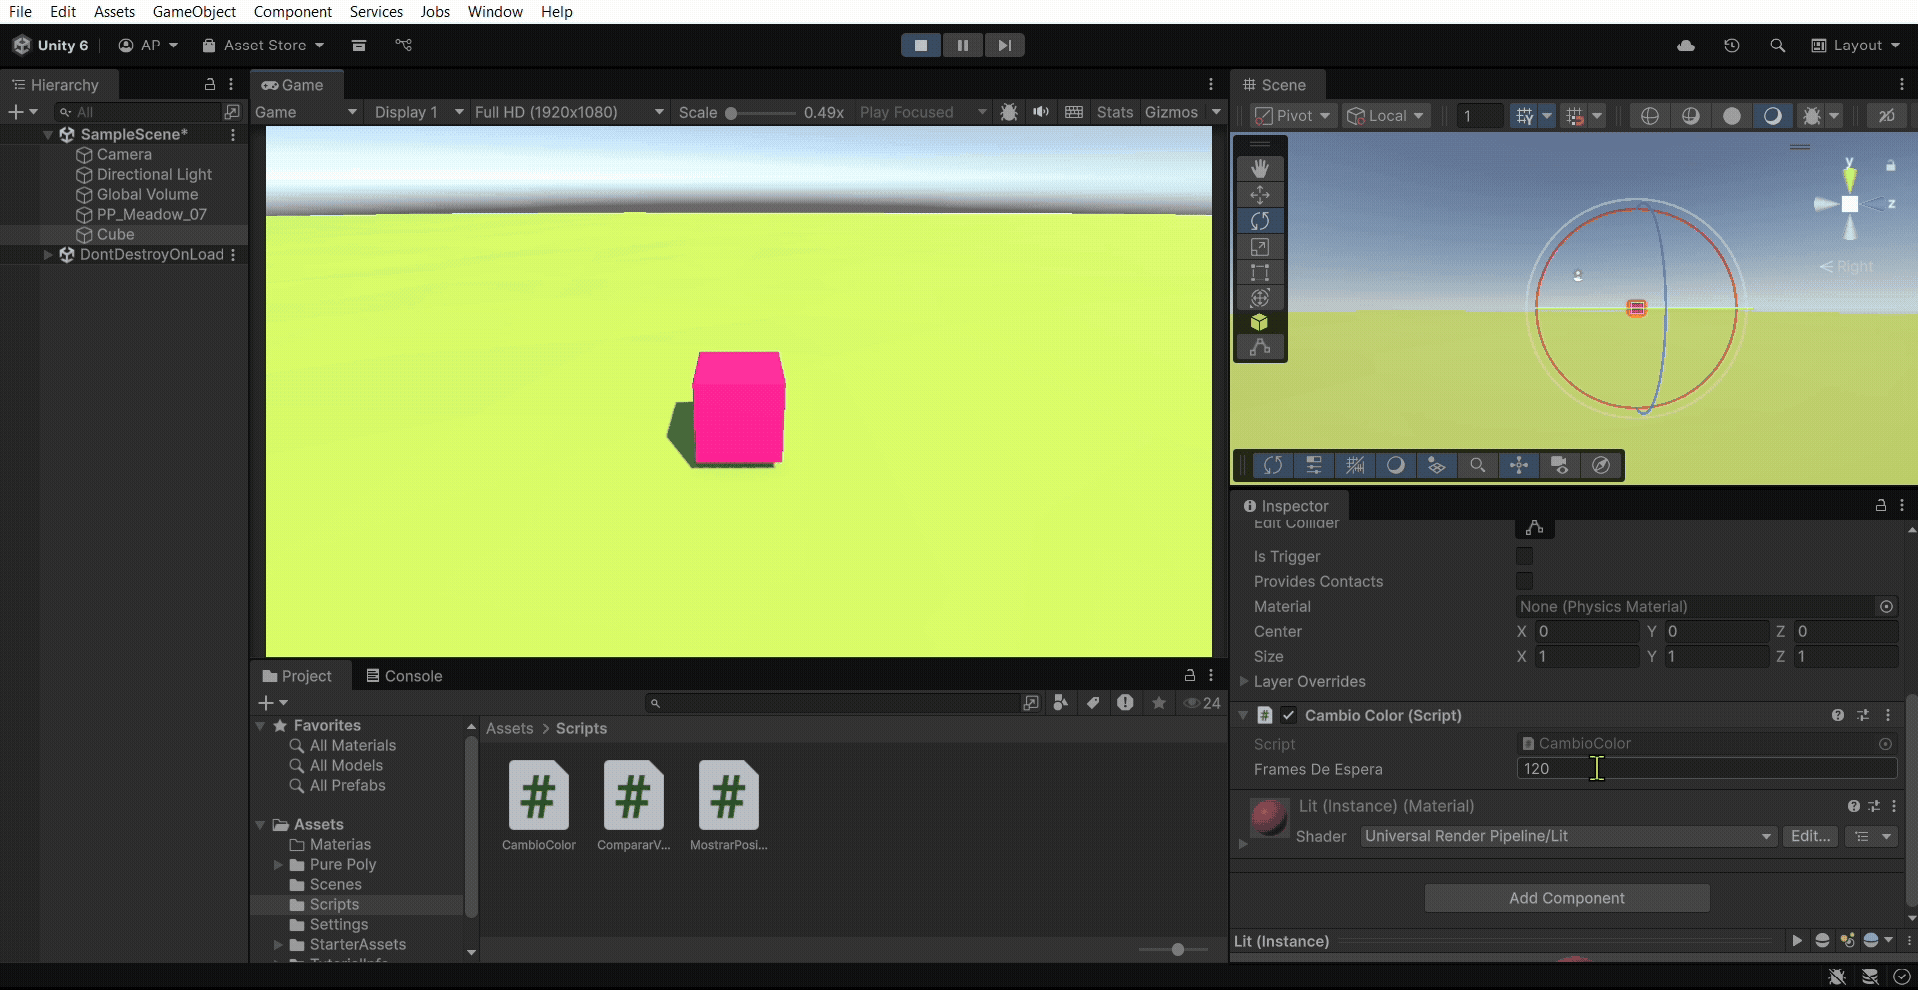 File Edit Assets GameObject Component Services Jobs Window Help
Unity 6 AP Asset Store Layout
Hierarchy
All
SampleScene*
Camera
Directional Light
Global Volume
PP_Meadow_07
Cube
DontDestroyOnLoad
Game
Game Display 1 Full HD (1920x1080) Scale 0.49x Play Focused Stats Gizmos
Scene
Pivot Local 1 2D
y
z
Right
Project Console
24
Favorites
All Materials
All Models
All Prefabs
Assets
Materias
Pure Poly
Scenes
Scripts
Settings
StarterAssets
TutorialInfo
Assets > Scripts
CambioColor CompararV... MostrarPosi...
Inspector
Edit Collider
Is Trigger
Provides Contacts
Material None (Physics Material)
Center X 0 Y 0 Z 0
Size X 1 Y 1 Z 1
Layer Overrides
# Cambio Color (Script)
Script CambioColor
Frames De Espera 120
Lit (Instance) (Material)
Shader Universal Render Pipeline/Lit Edit...
Add Component
Lit (Instance)